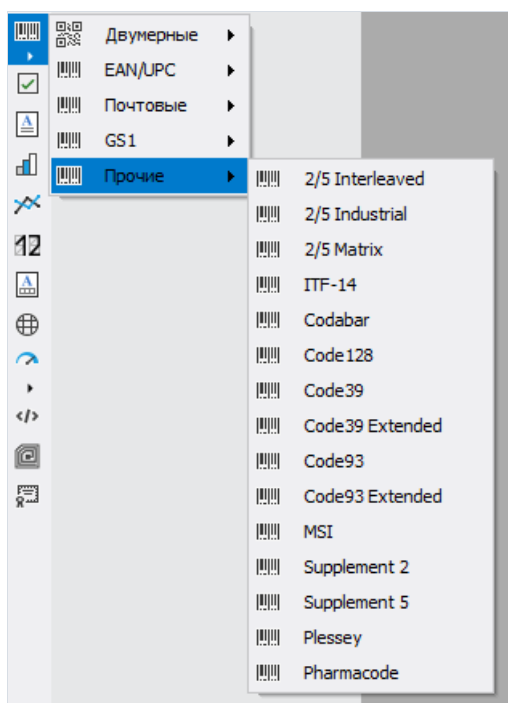 Двумерные
EAN/UPC
Почтовые
GS1
Прочие
2/5 Interleaved
2/5 Industrial
2/5 Matrix
ITF-14
Codabar
Code128
Code39
Code39 Extended
Code93
Code93 Extended
MSI
Supplement 2
Supplement 5
Plessey
Pharmacode
A
12
A